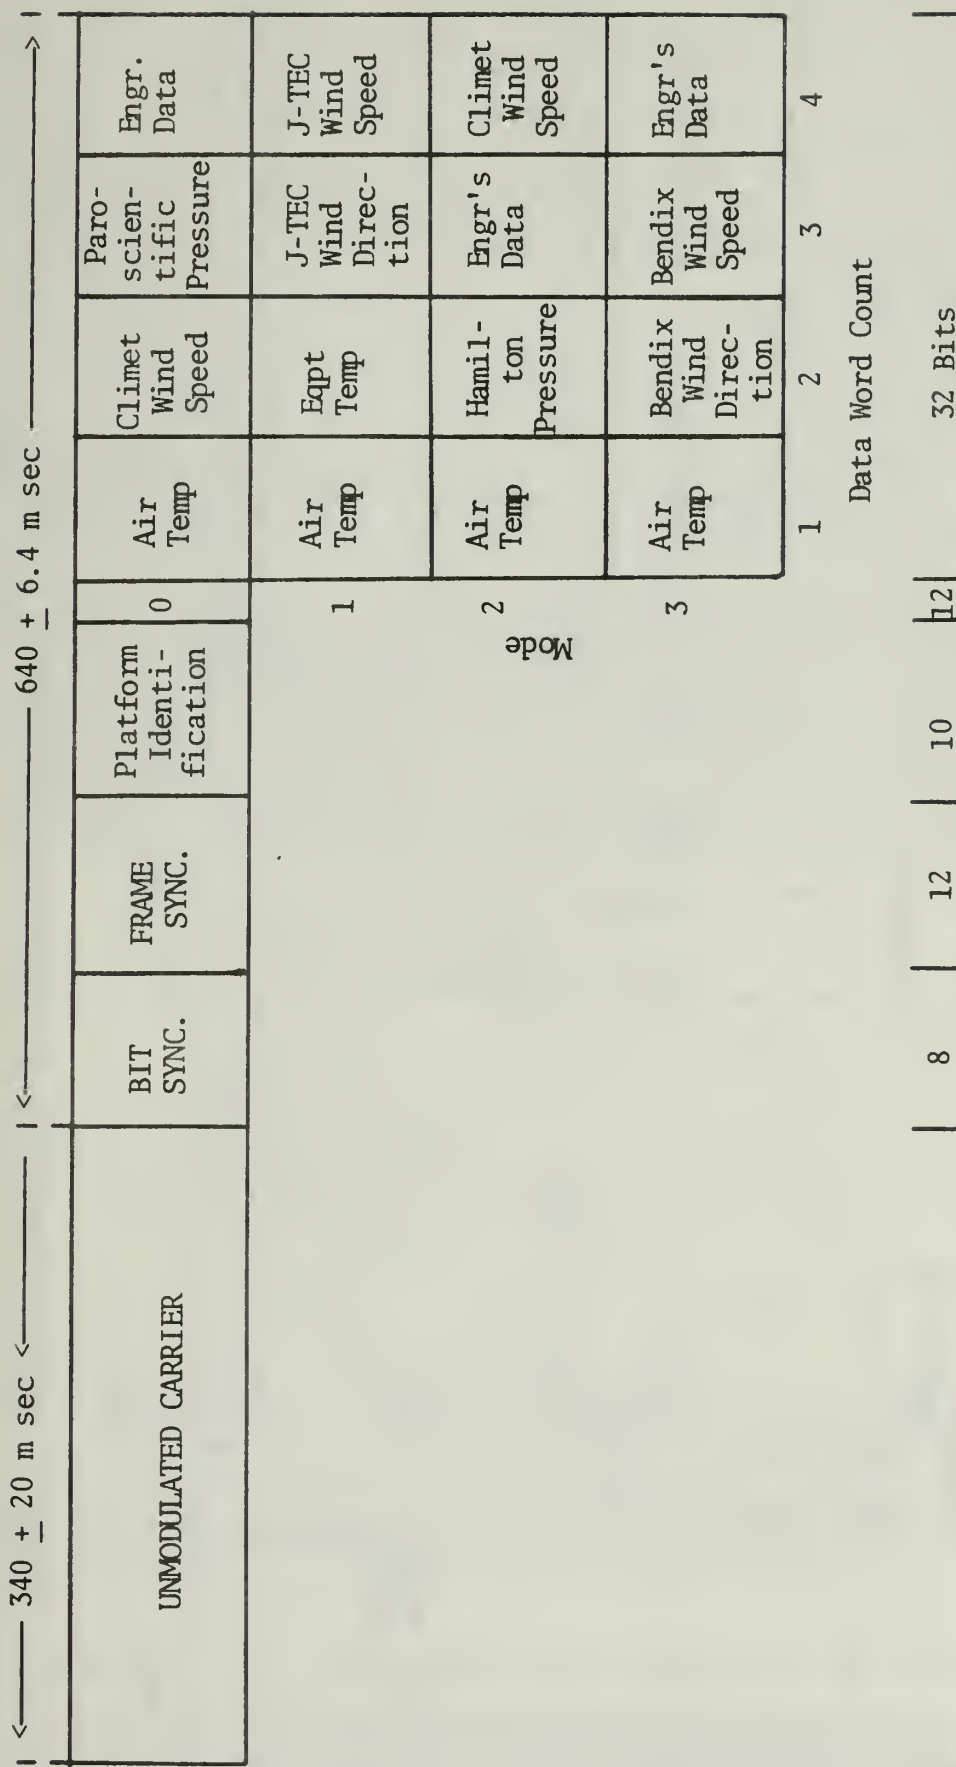 340 + 20 m sec
640 + 6.4 m sec
UNMODULATED CARRIER
BIT
SYNC.
FRAME
SYNC.
Platform
Identi-
fication
0
Air
Temp
Climet
Wind
Speed
Paro-
scien-
tific
Pressure
Engr.
Data
1
Air
Temp
Eqpt
Temp
J-TEC
Wind
Direc-
tion
J-TEC
Wind
Speed
Mode
2
Air
Temp
Hamil-
ton
Pressure
Engr's
Data
Climet
Wind
Speed
3
Air
Temp
Bendix
Wind
Direc-
tion
Bendix
Wind
Speed
Engr's
Data
1 2 3 4
Data Word Count
8 12 10 12 32 Bits